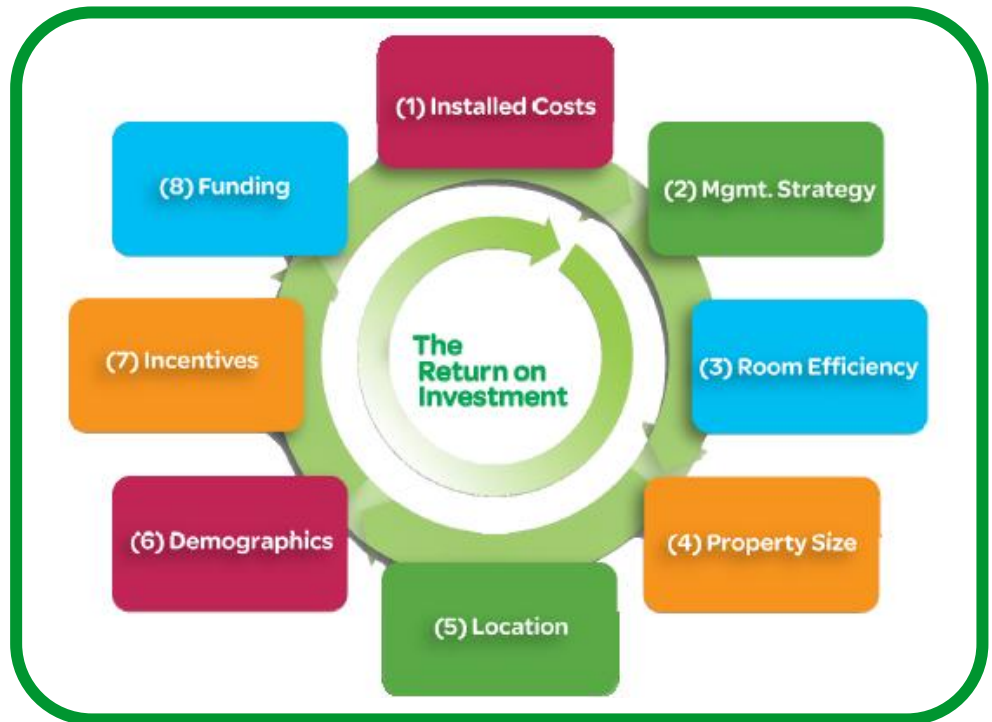 (1) Installed Costs
(2) Mgmt. Strategy
(3) Room Efficiency
(4) Property Size
(5) Location
(6) Demographics
(7) Incentives
(8) Funding
The
Return on
Investment